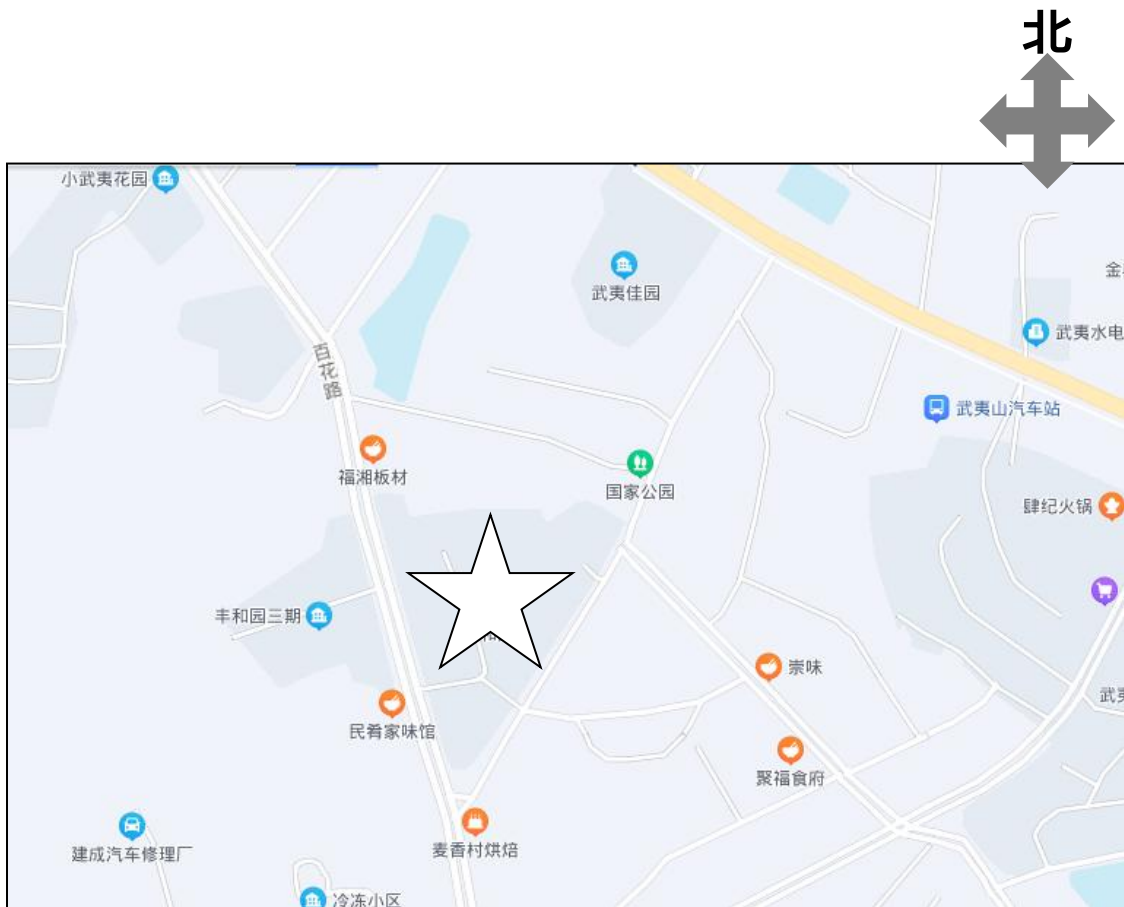 北
小武夷花园
武夷佳园
金
武夷水电
百花路
武夷山汽车站
福湘板材
国家公园
肆纪火锅
丰和园三期
崇味
武夷
民肴家味馆
聚福食府
麦香村烘焙
建成汽车修理厂
冷冻小区